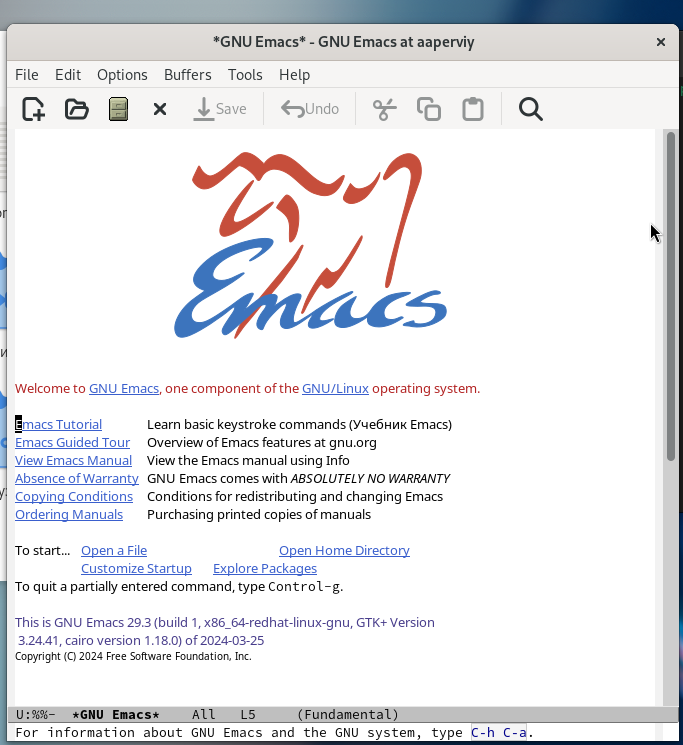 *GNU Emacs* - GNU Emacs at aaperviy
File Edit Options Buffers Tools Help
Save Undo
Emacs
Welcome to GNU Emacs, one component of the GNU/Linux operating system.
Emacs Tutorial Learn basic keystroke commands (Учебник Emacs)
Emacs Guided Tour Overview of Emacs features at gnu.org
View Emacs Manual View the Emacs manual using Info
Absence of Warranty GNU Emacs comes with ABSOLUTELY NO WARRANTY
Copying Conditions Conditions for redistributing and changing Emacs
Ordering Manuals Purchasing printed copies of manuals
To start... Open a File Open Home Directory
Customize Startup Explore Packages
To quit a partially entered command, type Control-g.
This is GNU Emacs 29.3 (build 1, x86_64-redhat-linux-gnu, GTK+ Version
3.24.41, cairo version 1.18.0) of 2024-03-25
Copyright (C) 2024 Free Software Foundation, Inc.
U:%%- *GNU Emacs* All L5 (Fundamental)
For information about GNU Emacs and the GNU system, type C-h C-a.